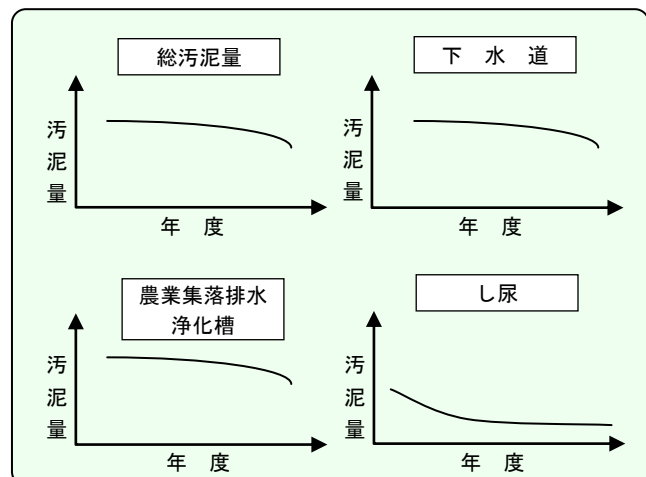 総汚泥量
汚泥量
年 度
下 水 道
汚泥量
年 度
農業集落排水
浄化槽
汚泥量
年 度
し尿
汚泥量
年 度